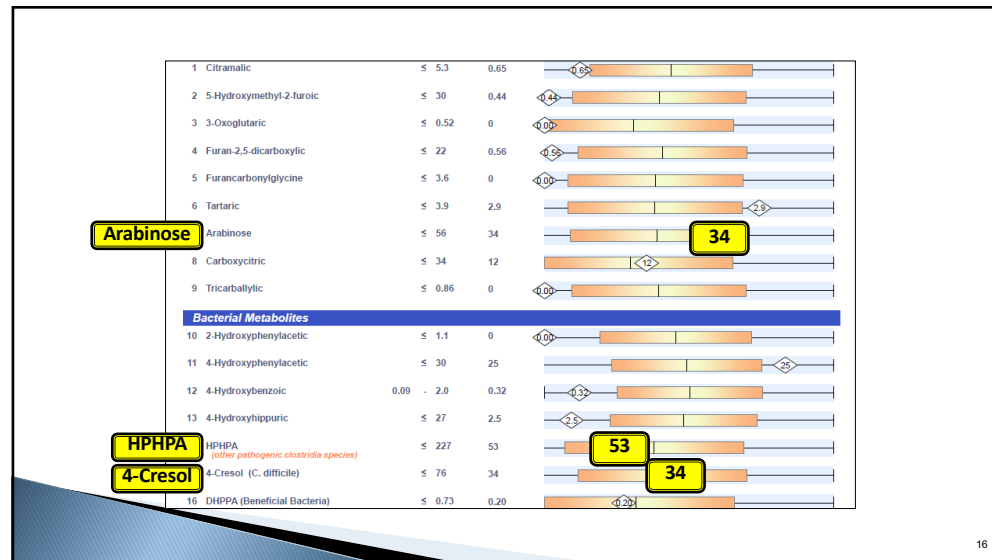 1 Citramalic ≤ 5.3 0.65 0.65
2 5-Hydroxymethyl-2-furoic ≤ 30 0.44 0.44
3 3-Oxoglutaric ≤ 0.52 0 0.00
4 Furan-2,5-dicarboxylic ≤ 22 0.56 0.56
5 Furancarbonylglycine ≤ 3.6 0 0.00
6 Tartaric ≤ 3.9 2.9 2.9
Arabinose Arabinose ≤ 56 34 34
8 Carboxycitric ≤ 34 12 12
9 Tricarballylic ≤ 0.86 0 0.00
Bacterial Metabolites
10 2-Hydroxyphenylacetic ≤ 1.1 0 0.00
11 4-Hydroxyphenylacetic ≤ 30 25 25
12 4-Hydroxybenzoic 0.09 - 2.0 0.32 0.32
13 4-Hydroxyhippuric ≤ 27 2.5 2.5
HPHPA HPHPA ≤ 227 53 53
(other pathogenic clostridia species)
4-Cresol 4-Cresol (C. difficile) ≤ 76 34 34
16 DHPPA (Beneficial Bacteria) ≤ 0.73 0.20 0.20
16